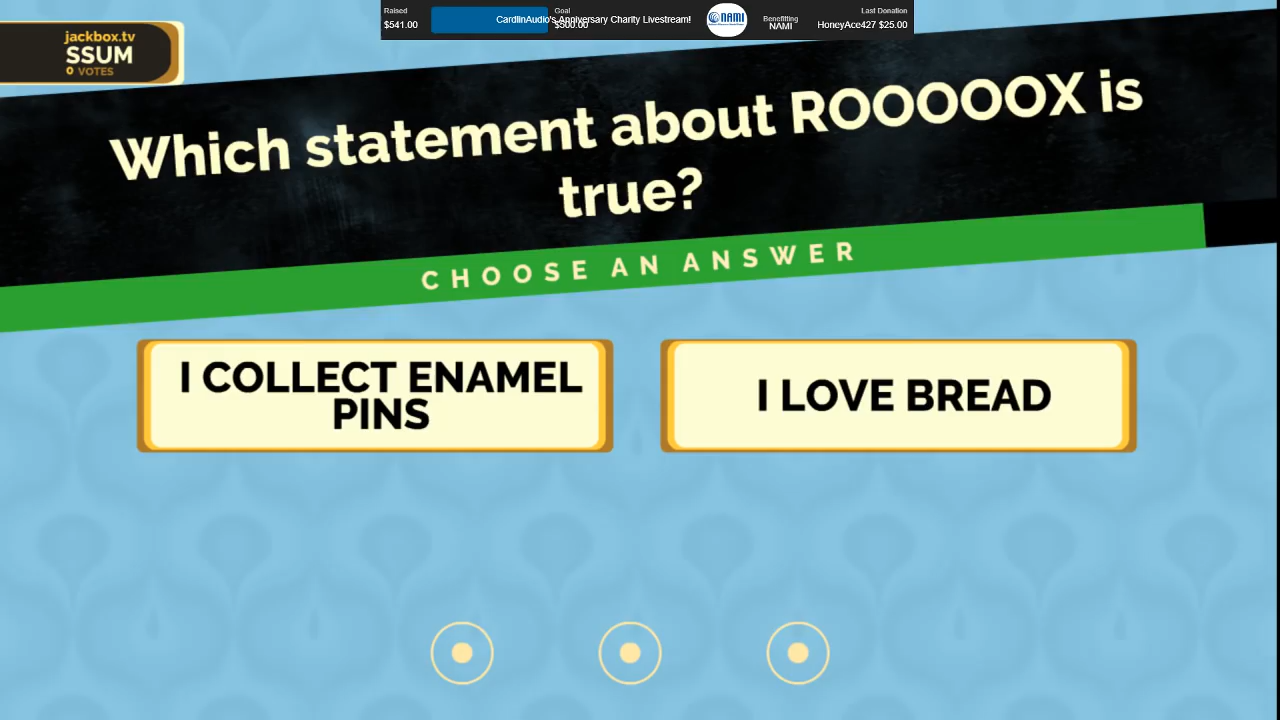 Raised
$541.00
CardlinAudio's Anniversary Charity Livestream!
Goal
$500.00
NAMI
Benefitting
NAMI
Last Donation
HoneyAce427 $25.00
jackbox.tv
SSUM
0 VOTES
Which statement about ROOOOOX is
true?
CHOOSE AN ANSWER
I COLLECT ENAMEL
PINS
I LOVE BREAD